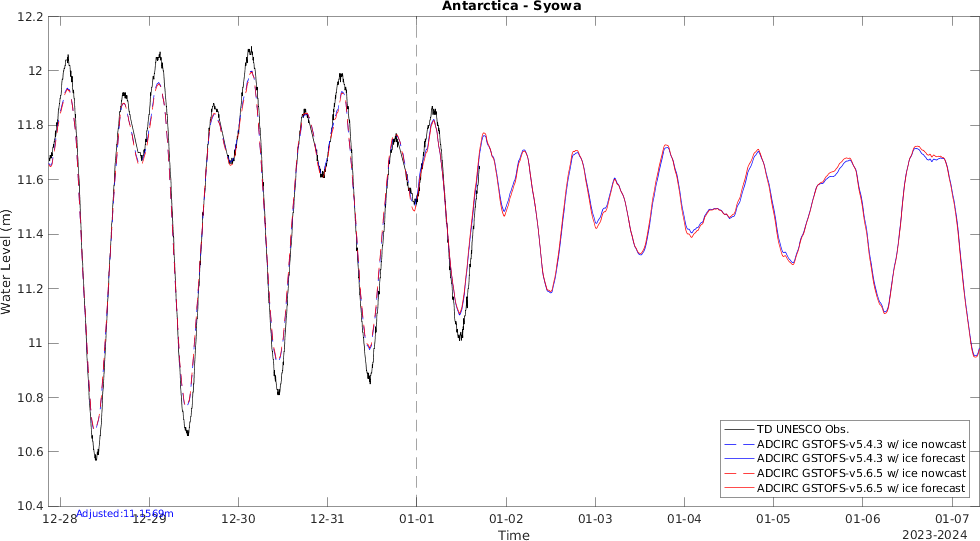 Antarctica - Syowa
12.2
12
11.8
11.6
11.4
11.2
11
10.8
10.6
10.4
Water Level (m)
TD UNESCO Obs.
ADCIRC GSTOFS-v5.4.3 w/ ice nowcast
ADCIRC GSTOFS-v5.4.3 w/ ice forecast
ADCIRC GSTOFS-v5.6.5 w/ ice nowcast
ADCIRC GSTOFS-v5.6.5 w/ ice forecast
Adjusted:11.1569m
12-28 12-29 12-30 12-31 01-01 01-02 01-03 01-04 01-05 01-06 01-07
Time
2023-2024